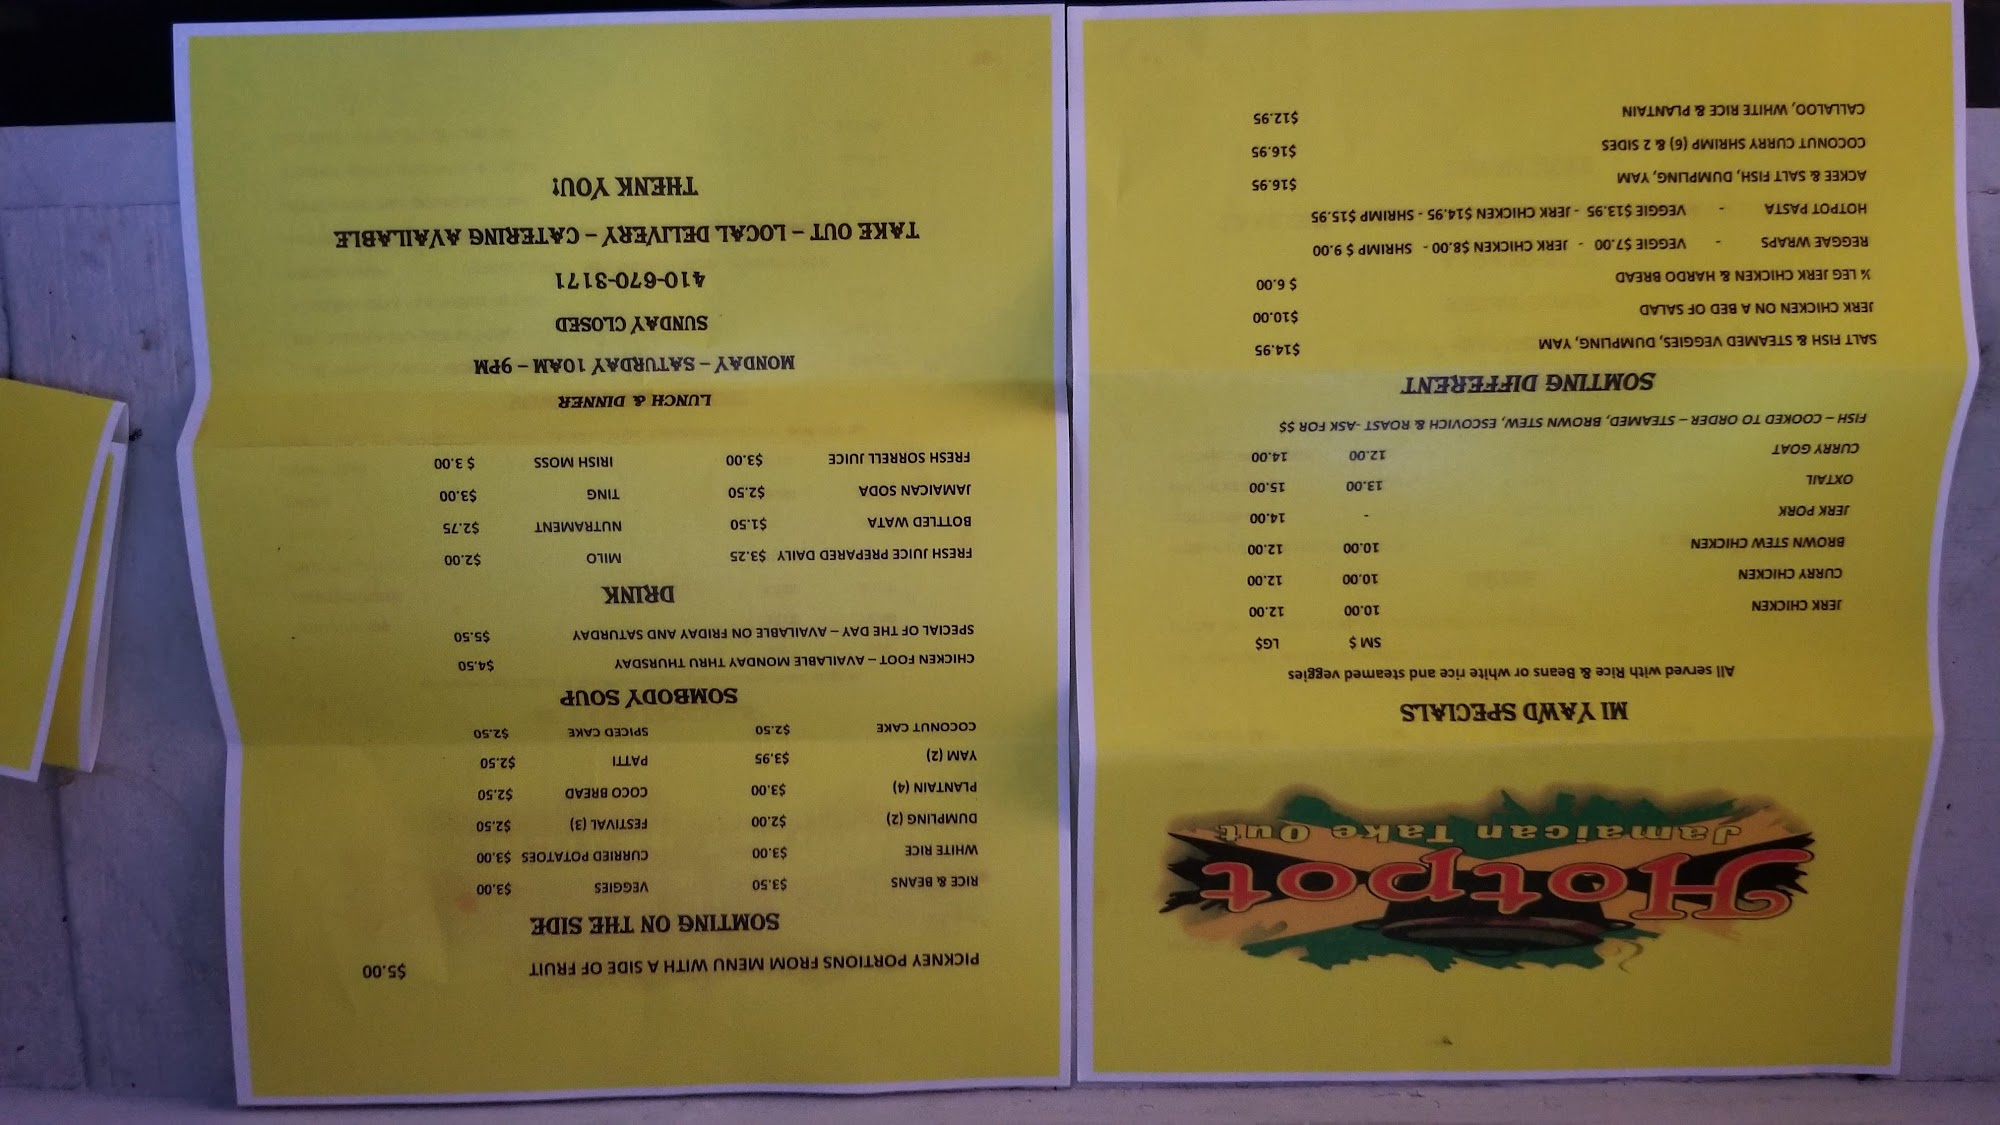 Hotpot
Jamaican Take Out
MI YAWD SPECIALS
All served with Rice & Beans or white rice and steamed veggies
SM $ LG$
JERK CHICKEN 10.00 12.00
CURRY CHICKEN 10.00 12.00
BROWN STEW CHICKEN 10.00 12.00
JERK PORK - 14.00
OXTAIL 13.00 15.00
CURRY GOAT 12.00 14.00
FISH – COOKED TO ORDER – STEAMED, BROWN STEW, ESCOVICH & ROAST -ASK FOR $$
SOMTING DIFFERENT
SALT FISH & STEAMED VEGGIES, DUMPLING, YAM $14.95
JERK CHICKEN ON A BED OF SALAD $10.00
¼ LEG JERK CHICKEN & HARDO BREAD $ 6.00
REGGAE WRAPS - VEGGIE $7.00 - JERK CHICKEN $8.00 - SHRIMP $ 9.00
HOTPOT PASTA - VEGGIE $13.95 - JERK CHICKEN $14.95 - SHRIMP $15.95
ACKEE & SALT FISH, DUMPLING, YAM $16.95
COCONUT CURRY SHRIMP (6) & 2 SIDES $16.95
CALLALOO, WHITE RICE & PLANTAIN $12.95
PICKNEY PORTIONS FROM MENU WITH A SIDE OF FRUIT $5.00
SOMTING ON THE SIDE
RICE & BEANS $3.50 VEGGIES $3.00
WHITE RICE $3.00 CURRIED POTATOES $3.00
DUMPLING (2) $2.00 FESTIVAL (3) $2.50
PLANTAIN (4) $3.00 COCO BREAD $2.50
YAM (2) $3.95 PATTI $2.50
COCONUT CAKE $2.50 SPICED CAKE $2.50
SOMBODY SOUP
CHICKEN FOOT – AVAILABLE MONDAY THRU THURSDAY $4.50
SPECIAL OF THE DAY – AVAILABLE ON FRIDAY AND SATURDAY $5.50
DRINK
FRESH JUICE PREPARED DAILY $3.25 MILO $2.00
BOTTLED WATA $1.50 NUTRAMENT $2.75
JAMAICAN SODA $2.50 TING $3.00
FRESH SORRELL JUICE $3.00 IRISH MOSS $ 3.00
LUNCH & DINNER
MONDAY – SATURDAY 10AM – 9PM
SUNDAY CLOSED
410-670-3171
TAKE OUT – LOCAL DELIVERY – CATERING AVAILABLE
THENK YOU!